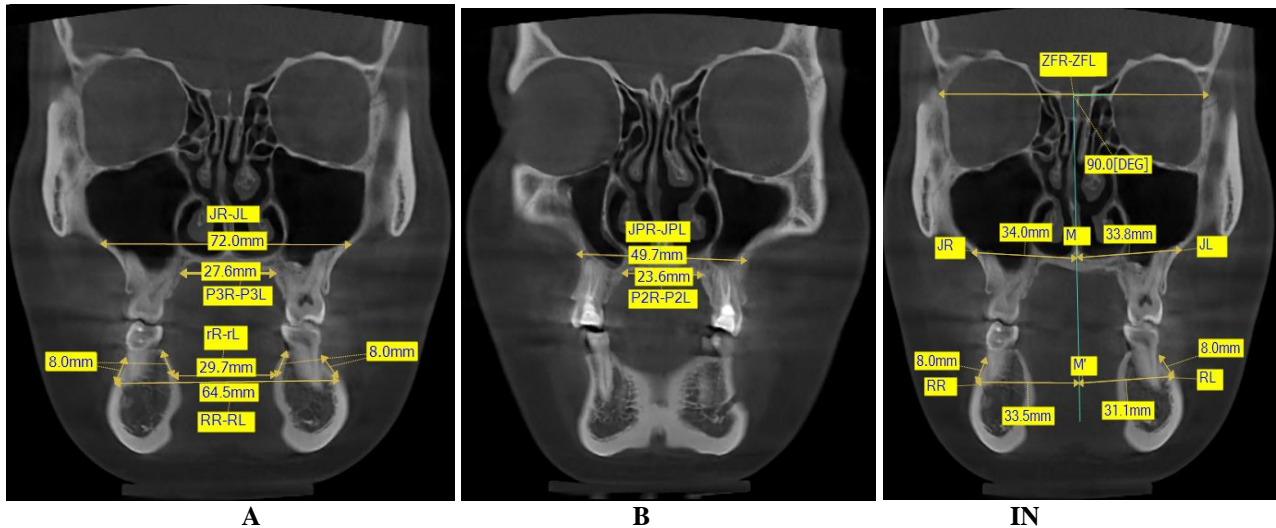 JR-JL
72.0mm
27.6mm
P3R-P3L
rR-rL
8.0mm
8.0mm
29.7mm
64.5mm
RR-RL
A
JPR-JPL
49.7mm
23.6mm
P2R-P2L
B
ZFR-ZFL
90.0[DEG]
34.0mm
M
33.8mm
JR
JL
8.0mm
8.0mm
M'
RR
RL
33.5mm
31.1mm
IN